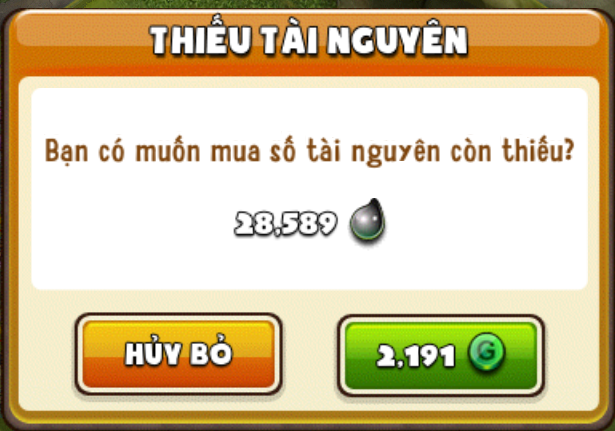 THIẾU TÀI NGUYÊN
Bạn có muốn mua số tài nguyên còn thiếu?
28,589
HỦY BỎ
2,191 G